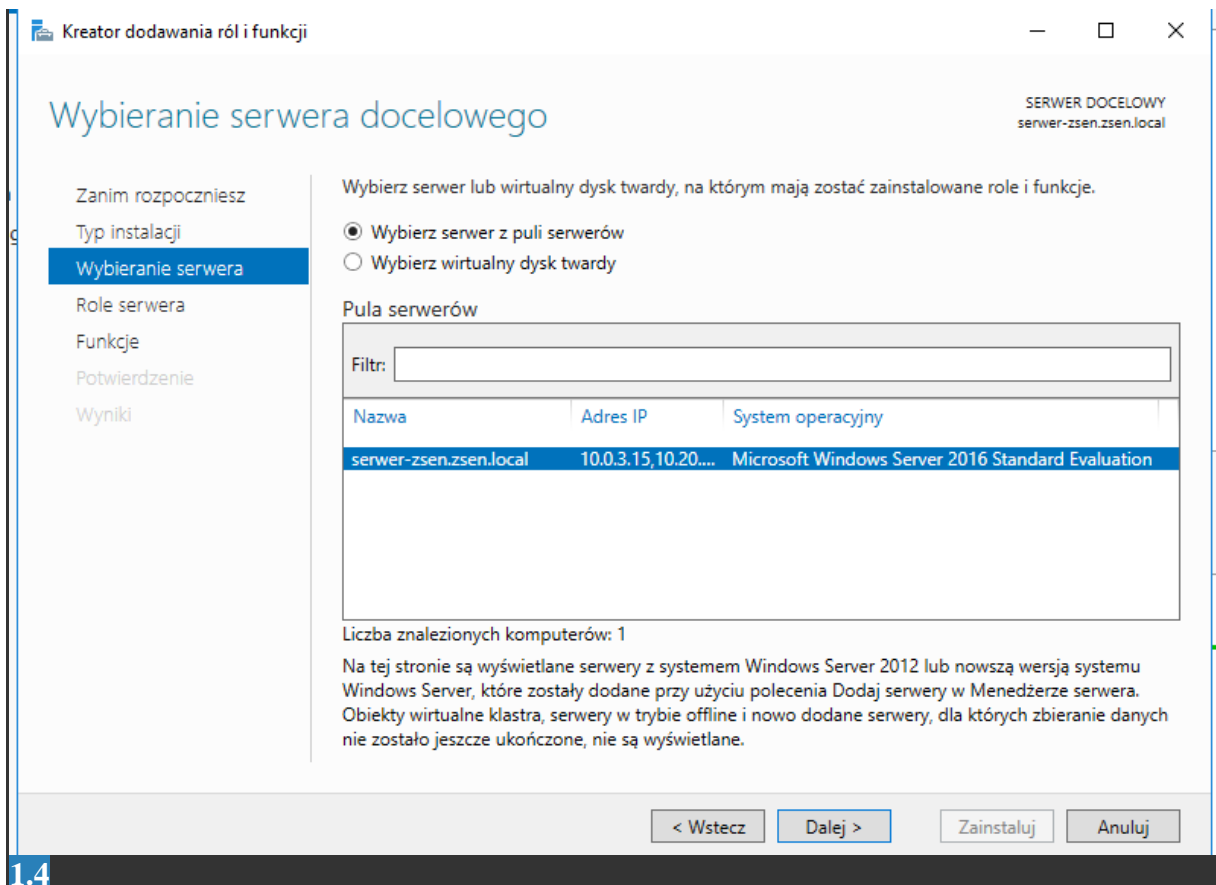 Kreator dodawania ról i funkcji
Wybieranie serwera docelowego
SERWER DOCELOWY
serwer-zsen.zsen.local
Zanim rozpoczniesz
Typ instalacji
Wybieranie serwera
Role serwera
Funkcje
Potwierdzenie
Wyniki
Wybierz serwer lub wirtualny dysk twardy, na którym mają zostać zainstalowane role i funkcje.
Wybierz serwer z puli serwerów
Wybierz wirtualny dysk twardy
Pula serwerów
Filtr:
Nazwa Adres IP System operacyjny
serwer-zsen.zsen.local 10.0.3.15,10.20.... Microsoft Windows Server 2016 Standard Evaluation
Liczba znalezionych komputerów: 1
Na tej stronie są wyświetlane serwery z systemem Windows Server 2012 lub nowszą wersją systemu
Windows Server, które zostały dodane przy użyciu polecenia Dodaj serwery w Menedżerze serwera.
Obiekty wirtualne klastra, serwery w trybie offline i nowo dodane serwery, dla których zbieranie danych
nie zostało jeszcze ukończone, nie są wyświetlane.
< Wstecz Dalej > Zainstaluj Anuluj
1.4